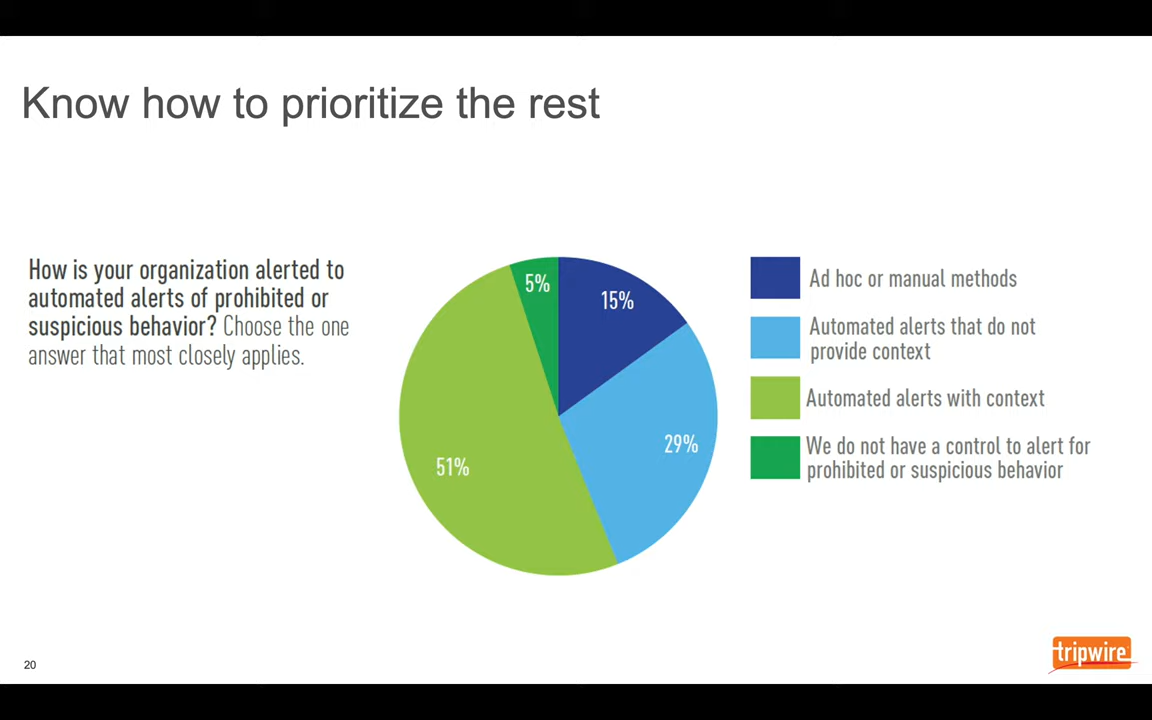 Know how to prioritize the rest
How is your organization alerted to
automated alerts of prohibited or
suspicious behavior? Choose the one
answer that most closely applies.
5%
15%
29%
51%
Ad hoc or manual methods
Automated alerts that do not
provide context
Automated alerts with context
We do not have a control to alert for
prohibited or suspicious behavior
20
tripwire